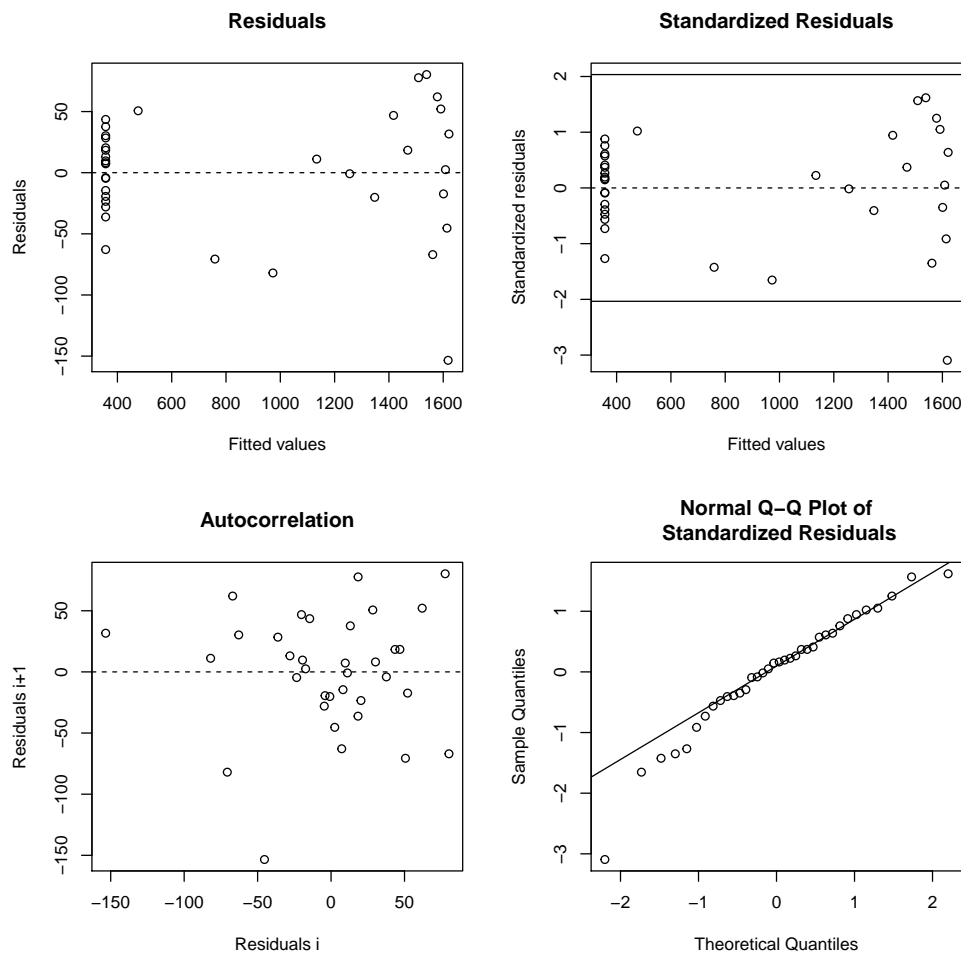 Residuals
Residuals
50
0
−50
−100
−150
400 600 800 1000 1200 1400 1600
Fitted values
Standardized Residuals
Standardized residuals
2
1
0
−1
−2
−3
400 600 800 1000 1200 1400 1600
Fitted values
Autocorrelation
Residuals i+1
50
0
−50
−100
−150
−150 −100 −50 0 50
Residuals i
Normal Q−Q Plot of
Standardized Residuals
Sample Quantiles
1
0
−1
−2
−3
−2 −1 0 1 2
Theoretical Quantiles